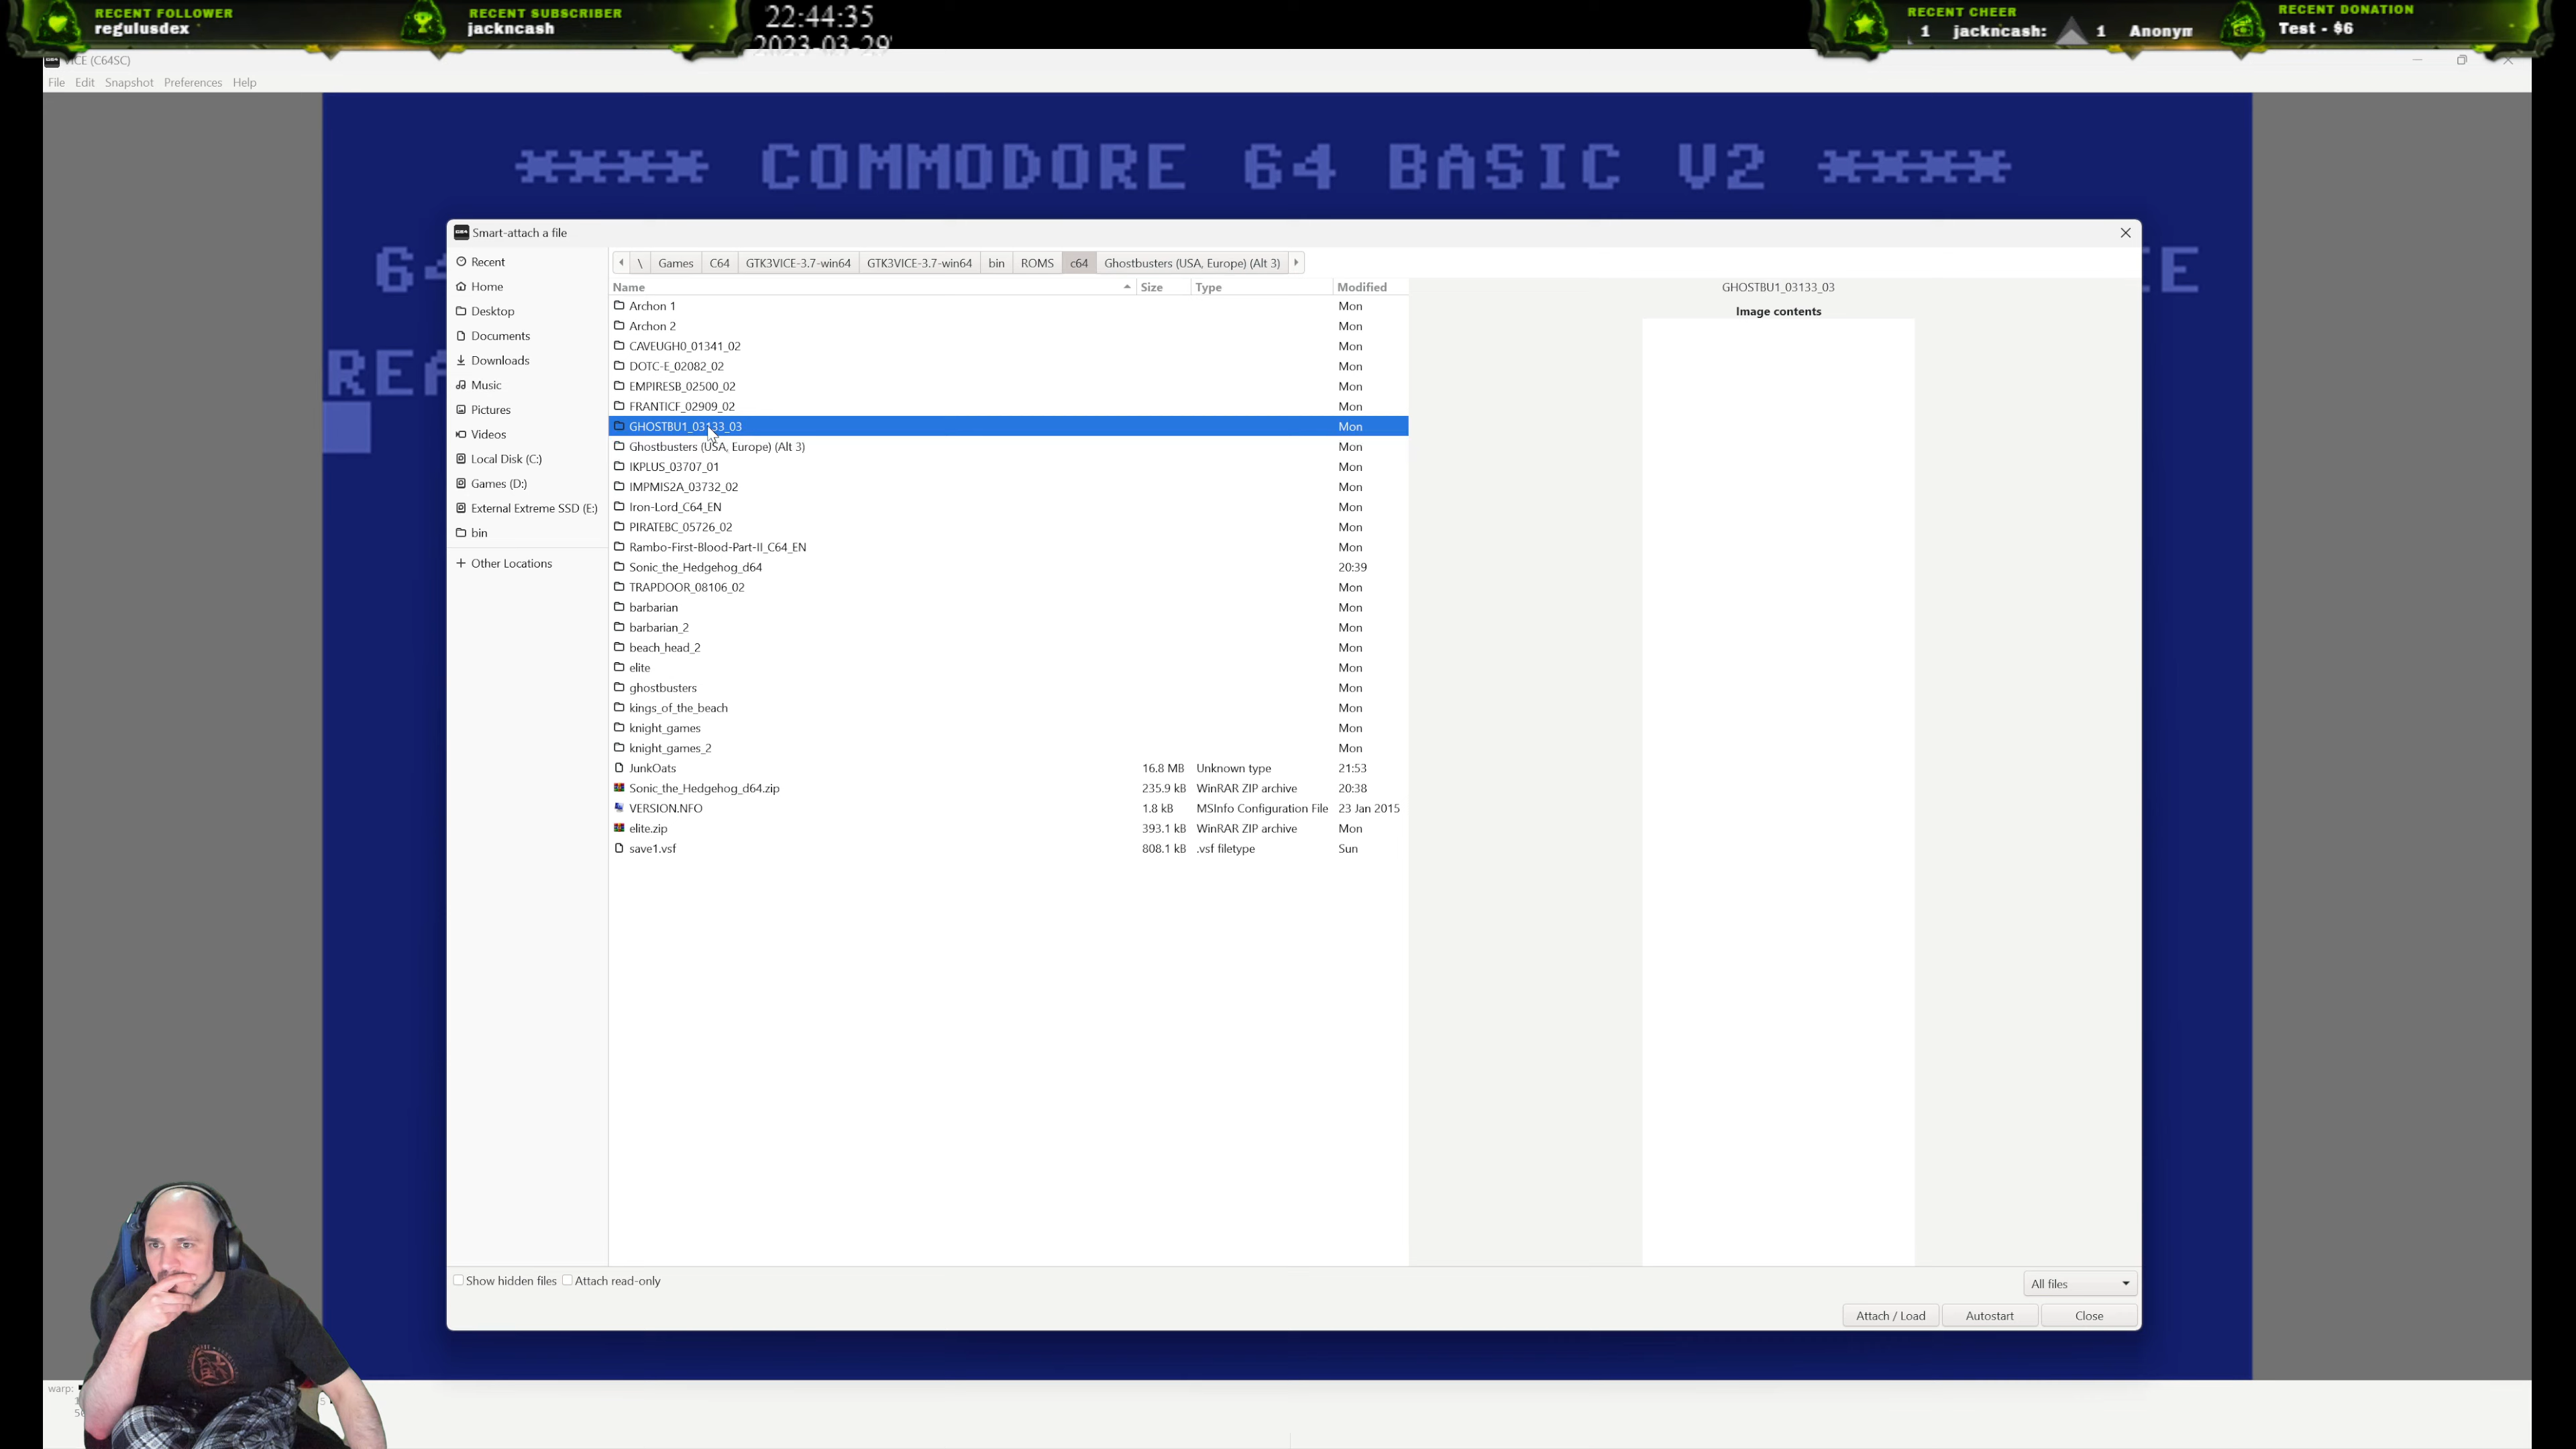 RECENT FOLLOWER
regulusdex
RECENT SUBSCRIBER
jackncash
22:44:35
2023-03-29
RECENT CHEER
1 jackncash: 1 Anonym
RECENT DONATION
Test - $6
(C64SC)
File Edit Snapshot Preferences Help
**** COMMODORE 64 BASIC V2 ****
Smart-attach a file
Recent
Home
Desktop
Documents
Downloads
Music
Pictures
Videos
Local Disk (C:)
Games (D:)
External Extreme SSD (E:)
bin
Other Locations
\ Games C64 GTK3VICE-3.7-win64 GTK3VICE-3.7-win64 bin ROMS c64 Ghostbusters (USA, Europe) (Alt 3)
Name Size Type Modified
Archon 1 Mon
Archon 2 Mon
CAVEUGH0_01341_02 Mon
DOTC-E_02082_02 Mon
EMPIRESB_02500_02 Mon
FRANTICF_02909_02 Mon
GHOSTBU1_03133_03 Mon
Ghostbusters (USA, Europe) (Alt 3) Mon
IKPLUS_03707_01 Mon
IMPMIS2A_03732_02 Mon
Iron-Lord_C64_EN Mon
PIRATEBC_05726_02 Mon
Rambo-First-Blood-Part-II_C64_EN Mon
Sonic_the_Hedgehog_d64 20:39
TRAPDOOR_08106_02 Mon
barbarian Mon
barbarian_2 Mon
beach_head_2 Mon
elite Mon
ghostbusters Mon
kings_of_the_beach Mon
knight_games Mon
knight_games_2 Mon
JunkOats 16.8 MB Unknown type 21:53
Sonic_the_Hedgehog_d64.zip 235.9 kB WinRAR ZIP archive 20:38
VERSION.NFO 1.8 kB MSInfo Configuration File 23 Jan 2015
elite.zip 393.1 kB WinRAR ZIP archive Mon
save1.vsf 808.1 kB .vsf filetype Sun
GHOSTBU1_03133_03
Image contents
Show hidden files Attach read-only
All files
Attach / Load Autostart Close
warp: